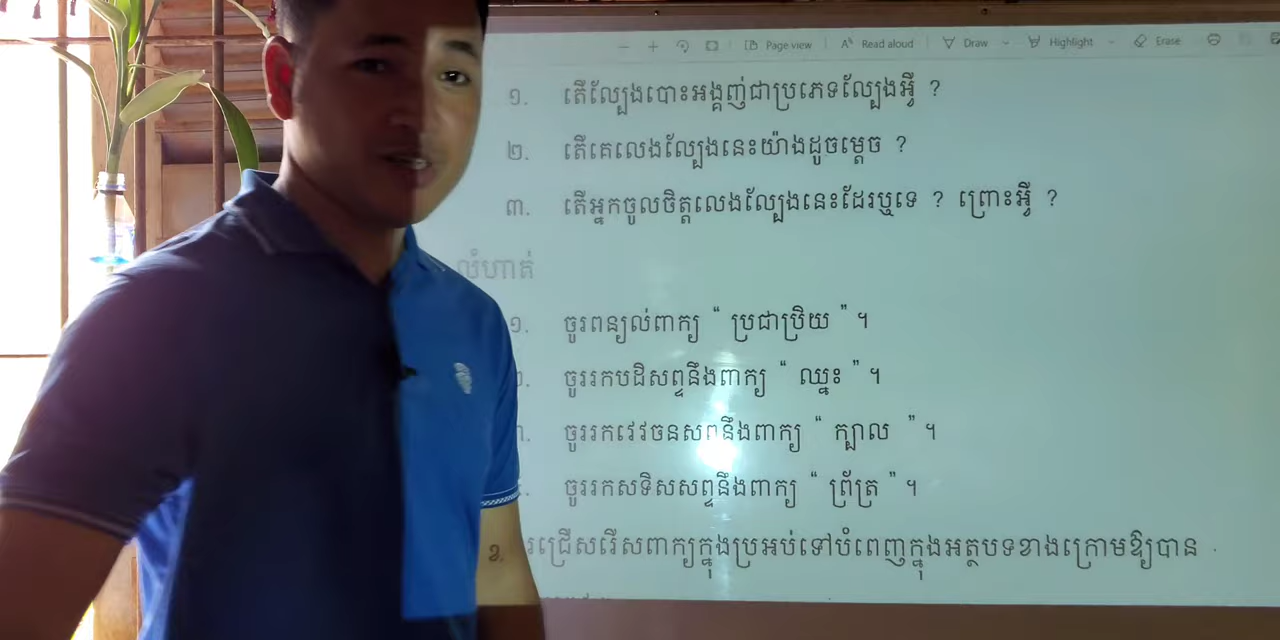 Page view Read aloud Draw Highlight Erase
១. តើល្បែងបោះអង្គញ់ជាប្រភេទល្បែងអ្វី ?
២. តើគេលេងល្បែងនេះយ៉ាងដូចម្ដេច ?
៣. តើអ្នកចូលចិត្តលេងល្បែងនេះដែរឬទេ ? ព្រោះអ្វី ?
លំហាត់
១. ចូរពន្យល់ពាក្យ “ ប្រជាប្រិយ ” ។
ចូររកបដិសព្ទនឹងពាក្យ “ ឈ្នះ ” ។
ចូររកវេវចនសព្ទនឹងពាក្យ “ ក្បាល ” ។
ចូររកសទិសសព្ទនឹងពាក្យ “ ព្រ័ត្រ ” ។
ខ. ជ្រើសរើសពាក្យក្នុងប្រអប់ទៅបំពេញក្នុងអត្ថបទខាងក្រោមឱ្យបាន